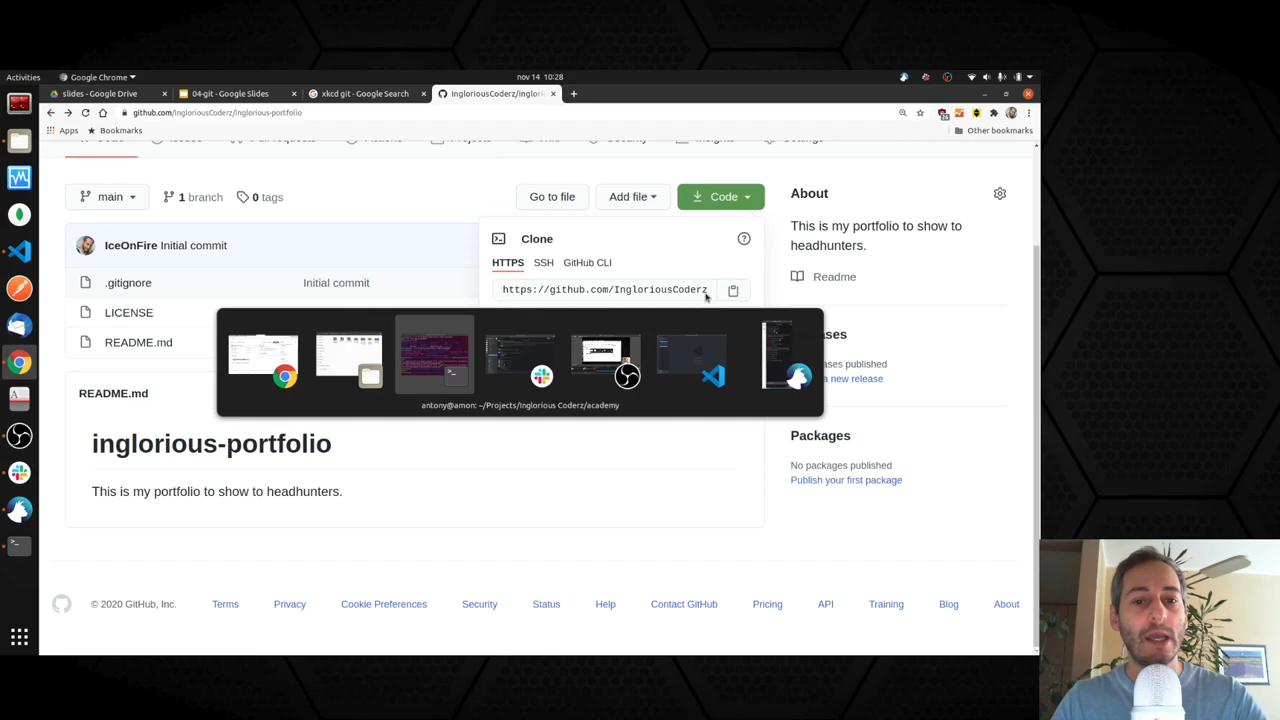 Activities
Google Chrome
nov 14 10:28
slides - Google Drive
04-git - Google Slides
xkcd git - Google Search
IngloriousCoderz/inglori
github.com/IngloriousCoderz/inglorious-portfolio
Apps
Bookmarks
Other bookmarks
main
1 branch
0 tags
Go to file
Add file
Code
About
This is my portfolio to show to
headhunters.
Readme
IceOnFire Initial commit
Clone
HTTPS
SSH
GitHub CLI
https://github.com/IngloriousCoderz
.gitignore
Initial commit
LICENSE
README.md
antony@amon: ~/Projects/Inglorious Coderz/academy
ases
ases published
a new release
Packages
No packages published
Publish your first package
README.md
inglorious-portfolio
This is my portfolio to show to headhunters.
© 2020 GitHub, Inc.
Terms
Privacy
Cookie Preferences
Security
Status
Help
Contact GitHub
Pricing
API
Training
Blog
About